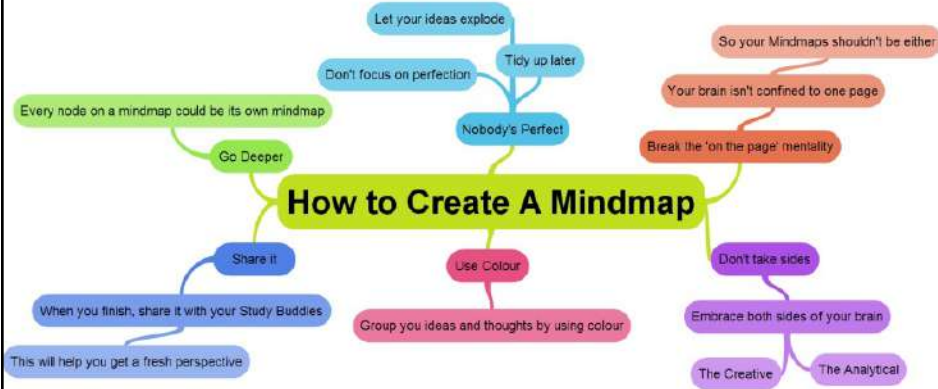 Let your ideas explode
Tidy up later
Don't focus on perfection
Nobody's Perfect
So your Mindmaps shouldn't be either
Your brain isn't confined to one page
Break the 'on the page' mentality
Every node on a mindmap could be its own mindmap
Go Deeper
How to Create A Mindmap
Share it
When you finish, share it with your Study Buddies
This will help you get a fresh perspective
Use Colour
Group you ideas and thoughts by using colour
Don't take sides
Embrace both sides of your brain
The Creative
The Analytical